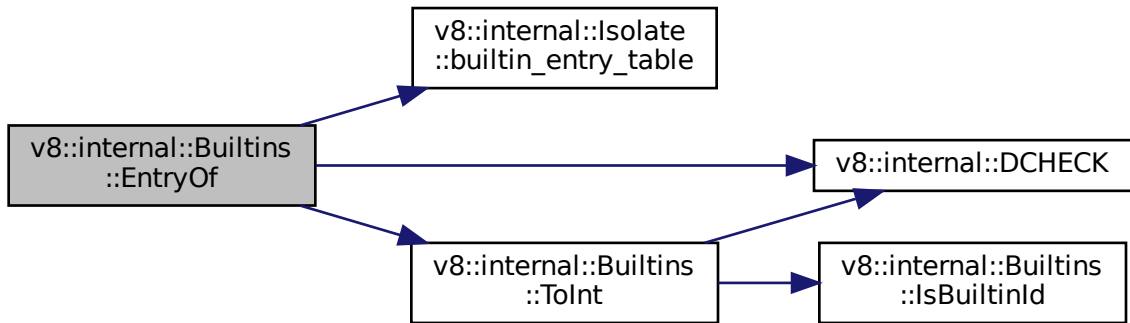 v8::internal::Isolate
::builtin_entry_table
v8::internal::Builtins
::EntryOf
v8::internal::DCHECK
v8::internal::Builtins
::ToInt
v8::internal::Builtins
::IsBuiltinId